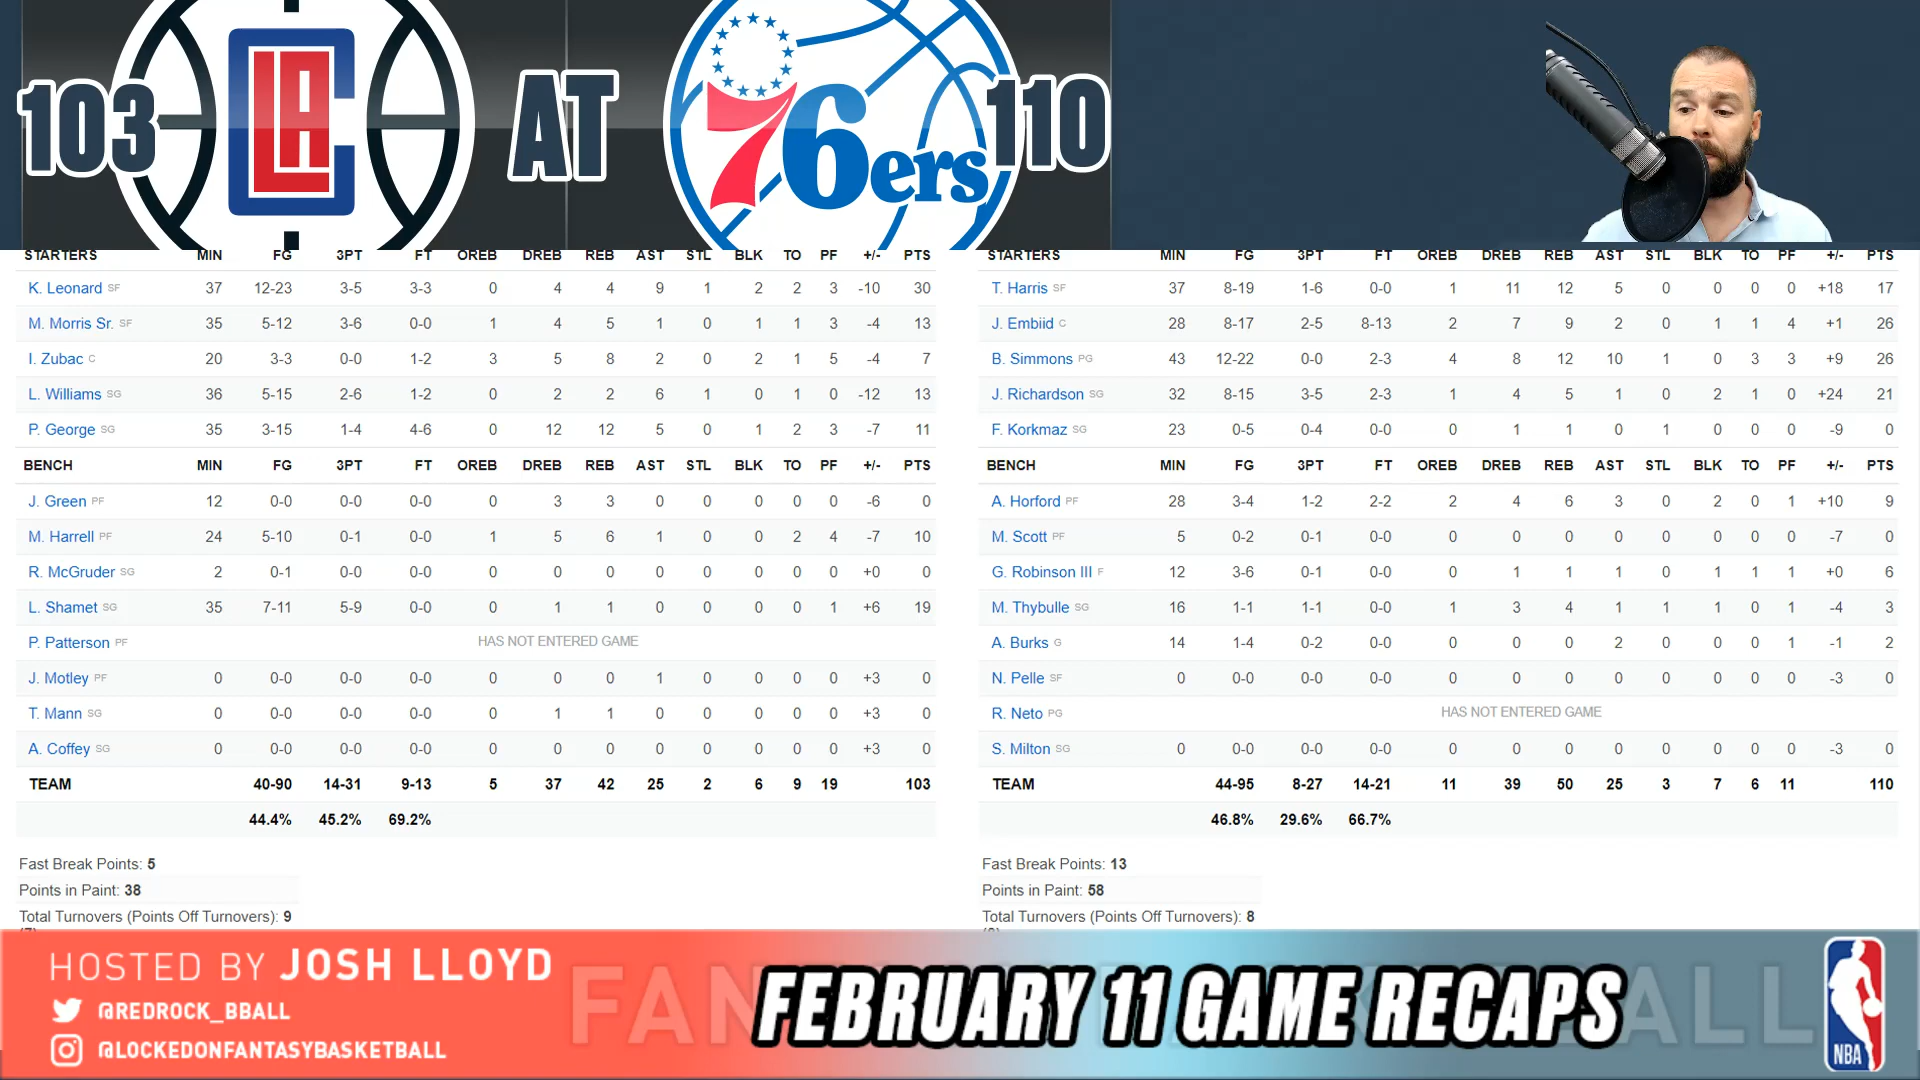 103 LA AT 76ers 110
STARTERS MIN FG 3PT FT OREB DREB REB AST STL BLK TO PF +/- PTS
K. Leonard SF 37 12-23 3-5 3-3 0 4 4 9 1 2 2 3 -10 30
M. Morris Sr. SF 35 5-12 3-6 0-0 1 4 5 1 0 1 1 3 -4 13
I. Zubac C 20 3-3 0-0 1-2 3 5 8 2 0 2 1 5 -4 7
L. Williams SG 36 5-15 2-6 1-2 0 2 2 6 1 0 1 0 -12 13
P. George SG 35 3-15 1-4 4-6 0 12 12 5 0 1 2 3 -7 11
BENCH MIN FG 3PT FT OREB DREB REB AST STL BLK TO PF +/- PTS
J. Green PF 12 0-0 0-0 0-0 0 3 3 0 0 0 0 0 -6 0
M. Harrell PF 24 5-10 0-1 0-0 1 5 6 1 0 0 2 4 -7 10
R. McGruder SG 2 0-1 0-0 0-0 0 0 0 0 0 0 0 0 +0 0
L. Shamet SG 35 7-11 5-9 0-0 0 1 1 0 0 0 0 1 +6 19
P. Patterson PF HAS NOT ENTERED GAME
J. Motley PF 0 0-0 0-0 0-0 0 0 0 1 0 0 0 0 +3 0
T. Mann SG 0 0-0 0-0 0-0 0 1 1 0 0 0 0 0 +3 0
A. Coffey SG 0 0-0 0-0 0-0 0 0 0 0 0 0 0 0 +3 0
TEAM 40-90 14-31 9-13 5 37 42 25 2 6 9 19 103
44.4% 45.2% 69.2%
Fast Break Points: 5
Points in Paint: 38
Total Turnovers (Points Off Turnovers): 9
STARTERS MIN FG 3PT FT OREB DREB REB AST STL BLK TO PF +/- PTS
T. Harris SF 37 8-19 1-6 0-0 1 11 12 5 0 0 0 0 +18 17
J. Embiid C 28 8-17 2-5 8-13 2 7 9 2 0 1 1 4 +1 26
B. Simmons PG 43 12-22 0-0 2-3 4 8 12 10 1 0 3 3 +9 26
J. Richardson SG 32 8-15 3-5 2-3 1 4 5 1 0 2 1 0 +24 21
F. Korkmaz SG 23 0-5 0-4 0-0 0 1 1 0 1 0 0 0 -9 0
BENCH MIN FG 3PT FT OREB DREB REB AST STL BLK TO PF +/- PTS
A. Horford PF 28 3-4 1-2 2-2 2 4 6 3 0 2 0 1 +10 9
M. Scott PF 5 0-2 0-1 0-0 0 0 0 0 0 0 0 0 -7 0
G. Robinson III F 12 3-6 0-1 0-0 0 1 1 1 0 1 1 1 +0 6
M. Thybulle SG 16 1-1 1-1 0-0 1 3 4 1 1 1 0 1 -4 3
A. Burks G 14 1-4 0-2 0-0 0 0 0 2 0 0 0 1 -1 2
N. Pelle SF 0 0-0 0-0 0-0 0 0 0 0 0 0 0 0 -3 0
R. Neto PG HAS NOT ENTERED GAME
S. Milton SG 0 0-0 0-0 0-0 0 0 0 0 0 0 0 0 -3 0
TEAM 44-95 8-27 14-21 11 39 50 25 3 7 6 11 110
46.8% 29.6% 66.7%
Fast Break Points: 13
Points in Paint: 58
Total Turnovers (Points Off Turnovers): 8
HOSTED BY JOSH LLOYD
@REDROCK_BBALL
@LOCKEDONFANTASYBASKETBALL
FEBRUARY 11 GAME RECAPS
NBA